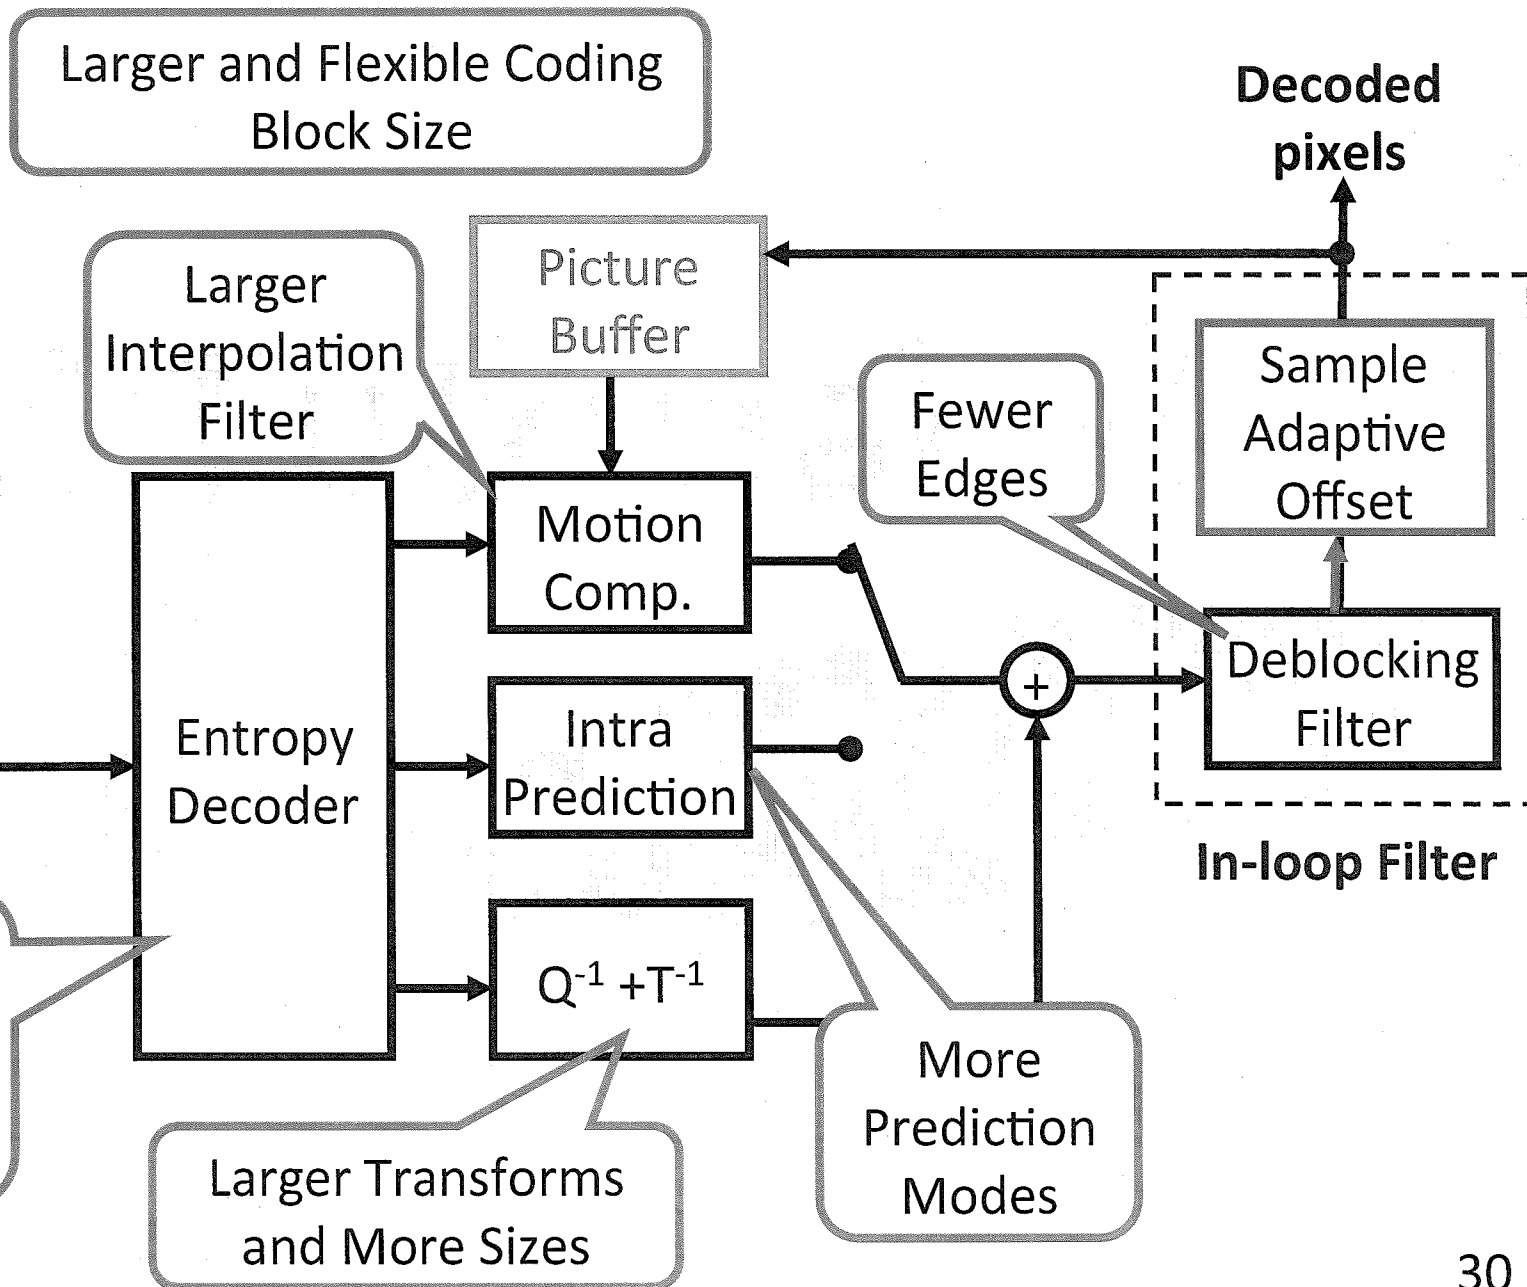 Larger and Flexible Coding
Block Size
Decoded
pixels
Larger
Interpolation
Filter
Picture
Buffer
Fewer
Edges
Sample
Adaptive
Offset
Motion
Comp.
Entropy
Decoder
Intra
Prediction
+
Deblocking
Filter
In-loop Filter
Q⁻¹ +T⁻¹
More
Prediction
Modes
Larger Transforms
and More Sizes
30